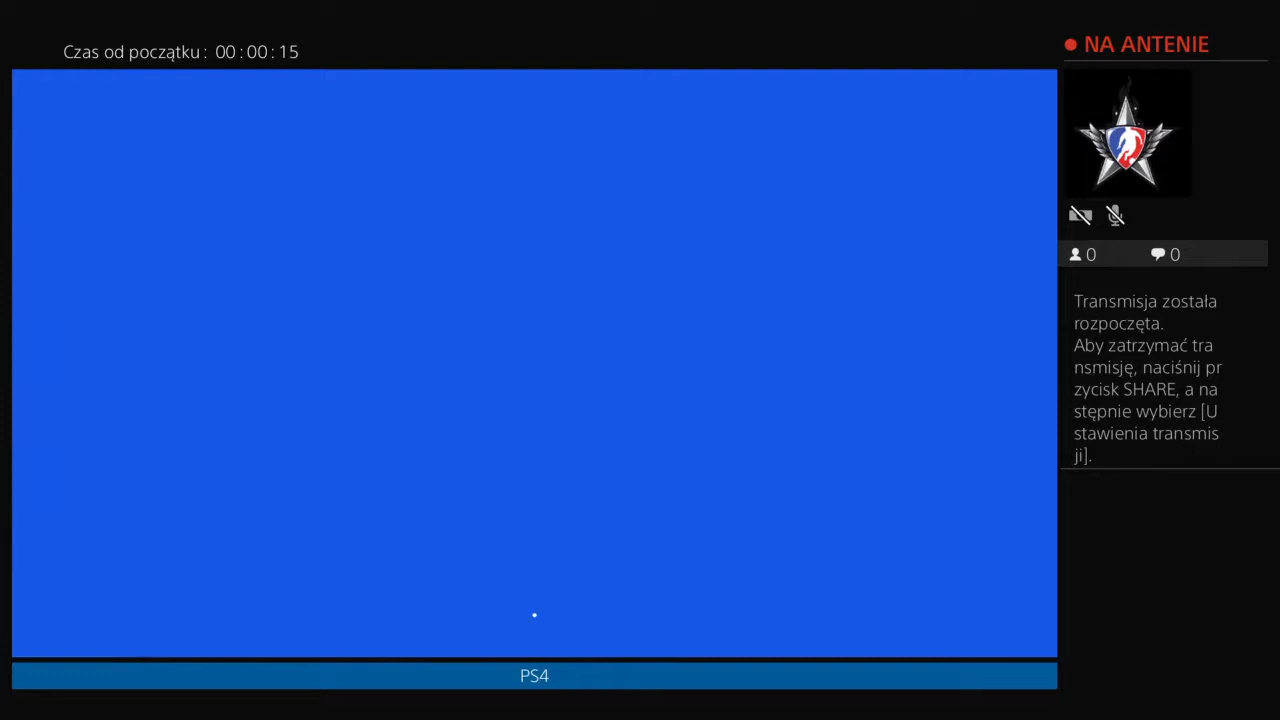 Czas od początku: 00:00:15
NA ANTENIE
0
0
Transmisja została
rozpoczęta.
Aby zatrzymać tra
nsmisję, naciśnij pr
zycisk SHARE, a na
stępnie wybierz [U
stawienia transmis
ji].
PS4